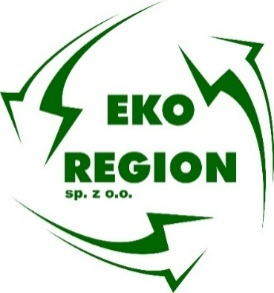 EKO
REGION
sp. z o.o.